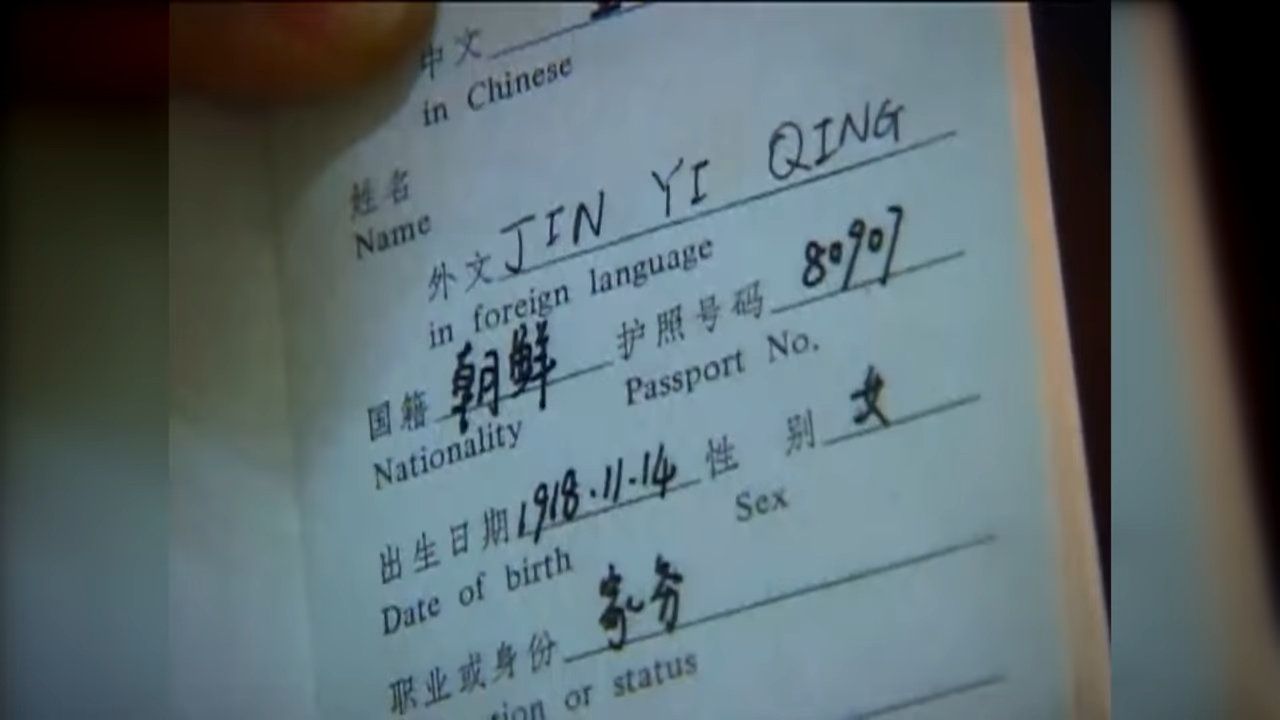 中文
in Chinese
姓名
Name
外文 JIN YI QING
in foreign language
国籍 朝鲜 护照号码 80907
Nationality Passport No.
出生日期 1918.11.14 性 别 女
Date of birth Sex
职业或身份 家务
tion or status